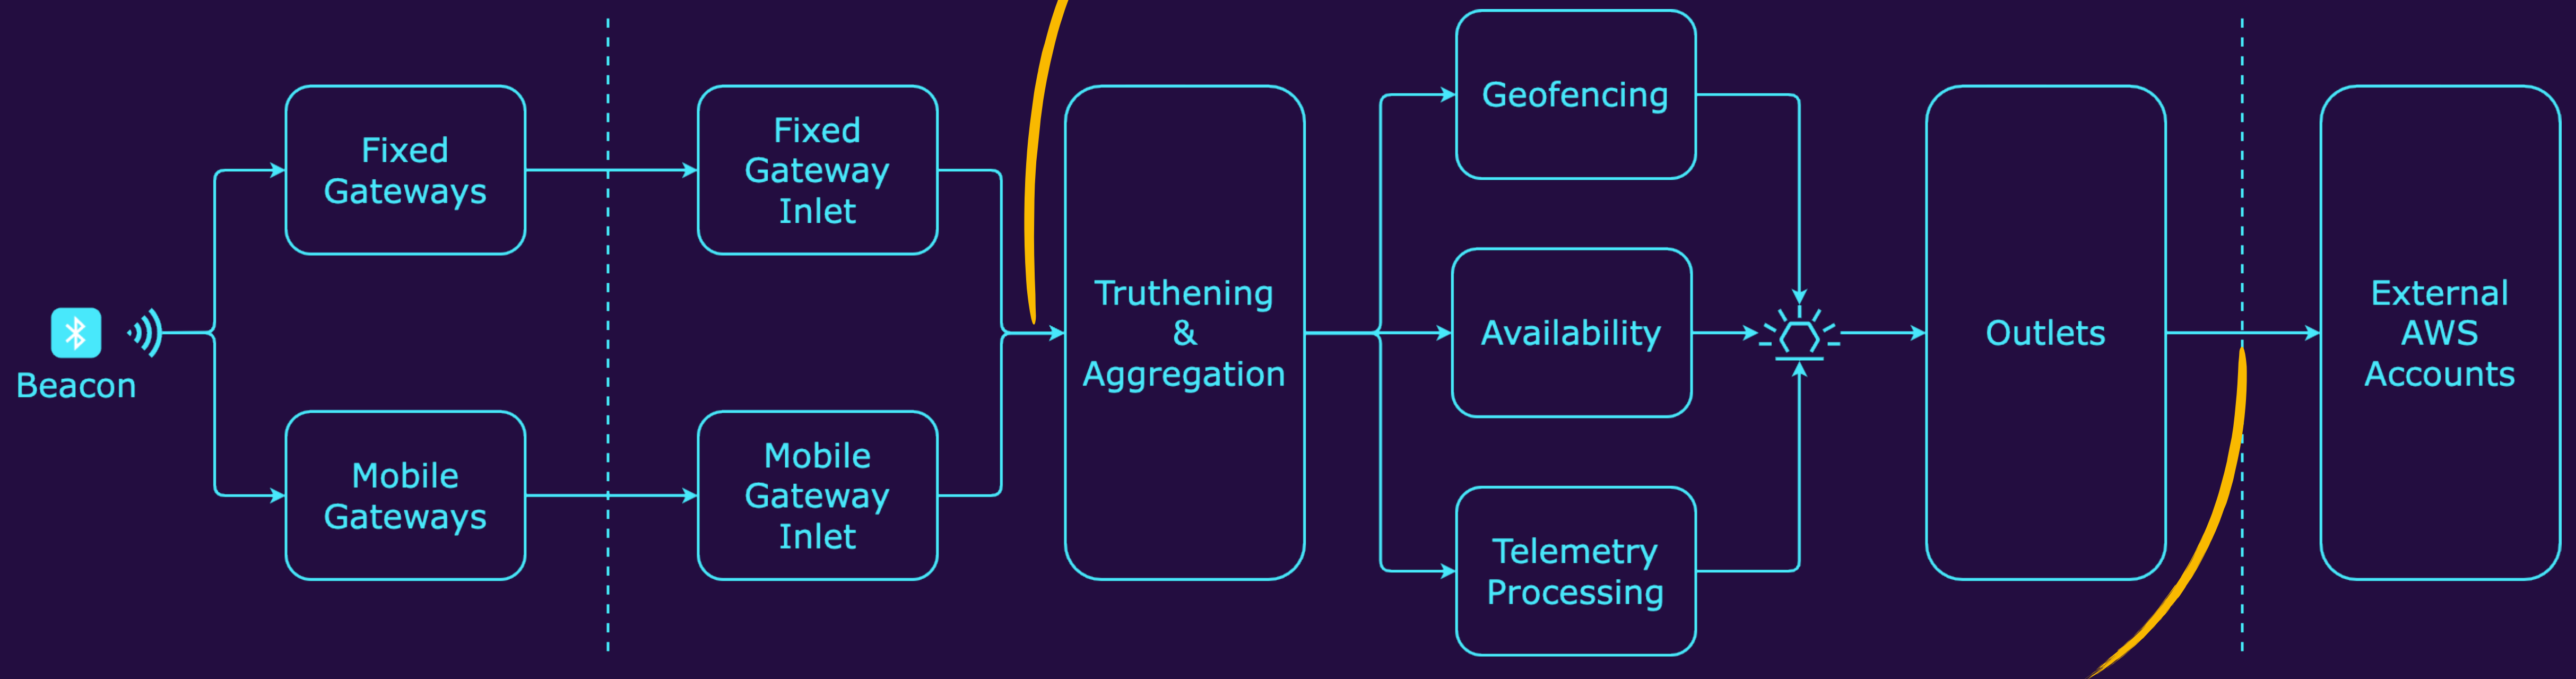 Beacon
Fixed
Gateways
Mobile
Gateways
Fixed
Gateway
Inlet
Mobile
Gateway
Inlet
Truthening
&
Aggregation
Geofencing
Availability
Telemetry
Processing
Outlets
External
AWS
Accounts